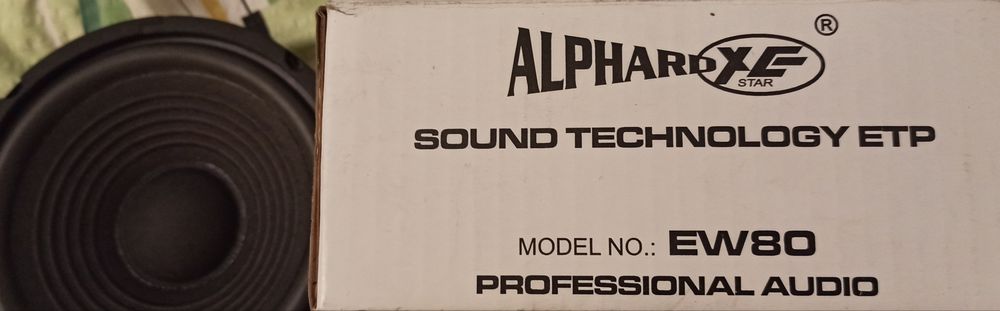 ALPHARD XE ®
STAR
SOUND TECHNOLOGY ETP
MODEL NO.: EW80
PROFESSIONAL AUDIO